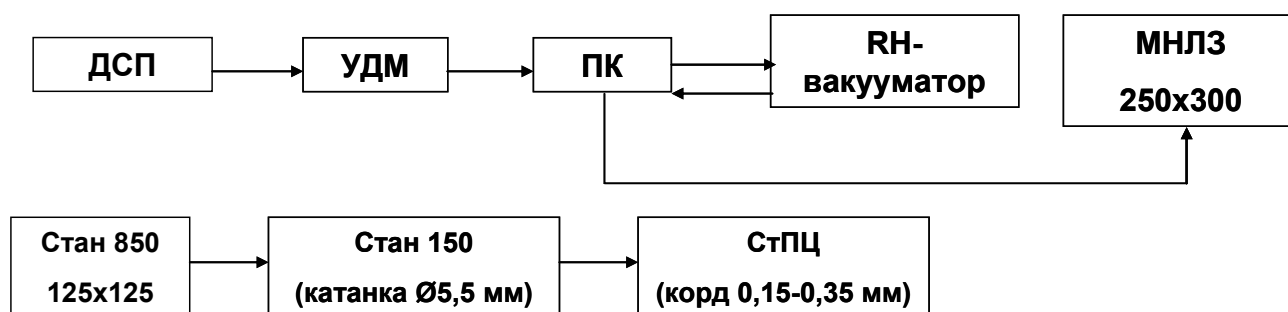 ДСП
УДМ
ПК
RH-
вакууматор
МНЛЗ
250х300
Стан 850
125х125
Стан 150
(катанка Ø5,5 мм)
СтПЦ
(корд 0,15-0,35 мм)